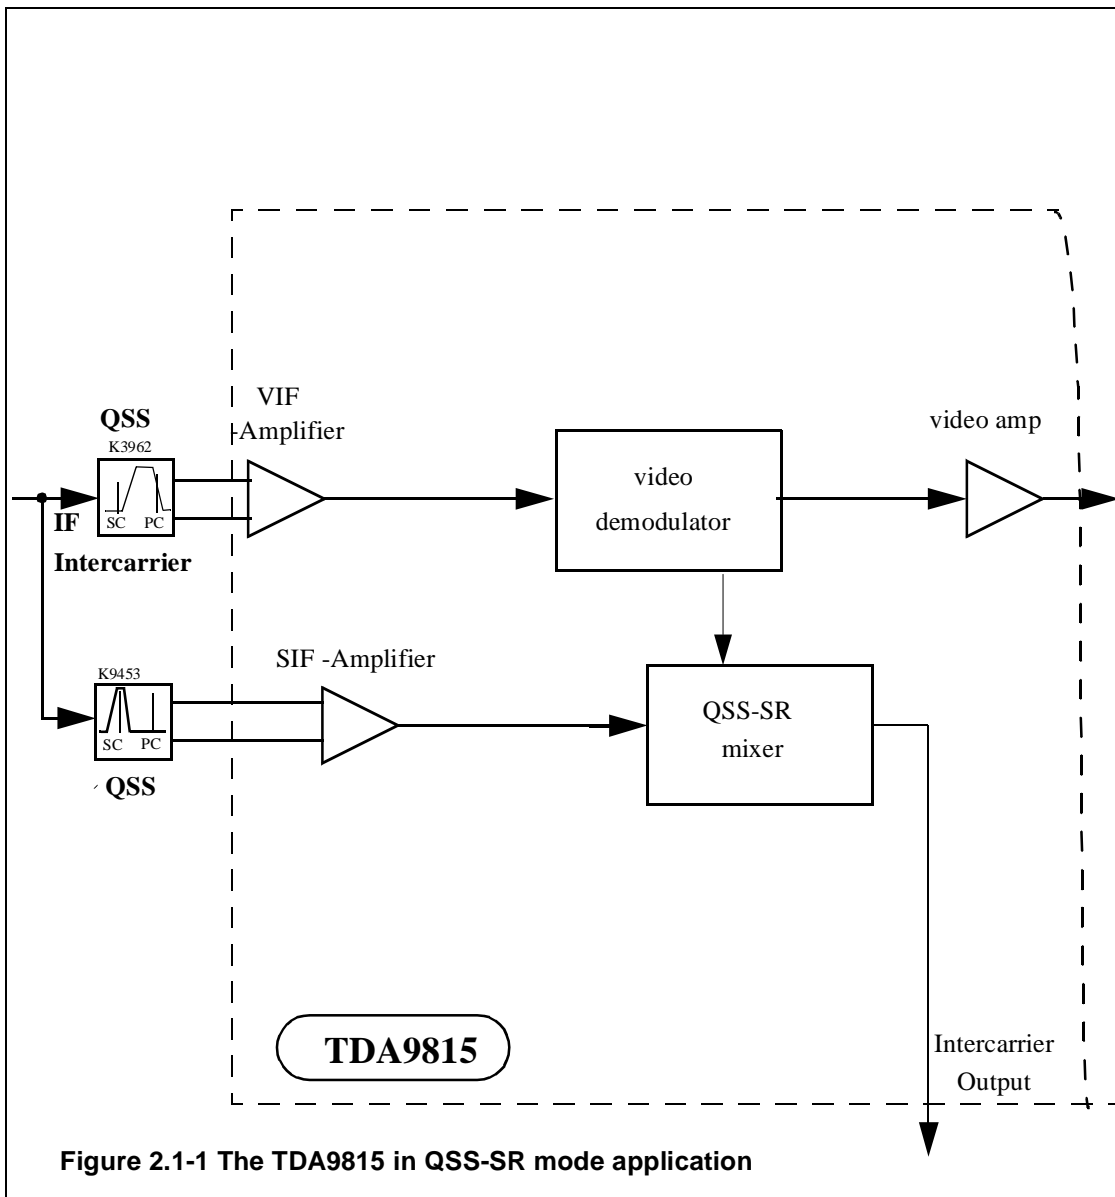 VIF
-Amplifier
QSS
K3962
SC PC
IF
Intercarrier
video
demodulator
video amp
SIF -Amplifier
K9453
SC PC
QSS
QSS-SR
mixer
TDA9815
Intercarrier
Output
Figure 2.1-1 The TDA9815 in QSS-SR mode application